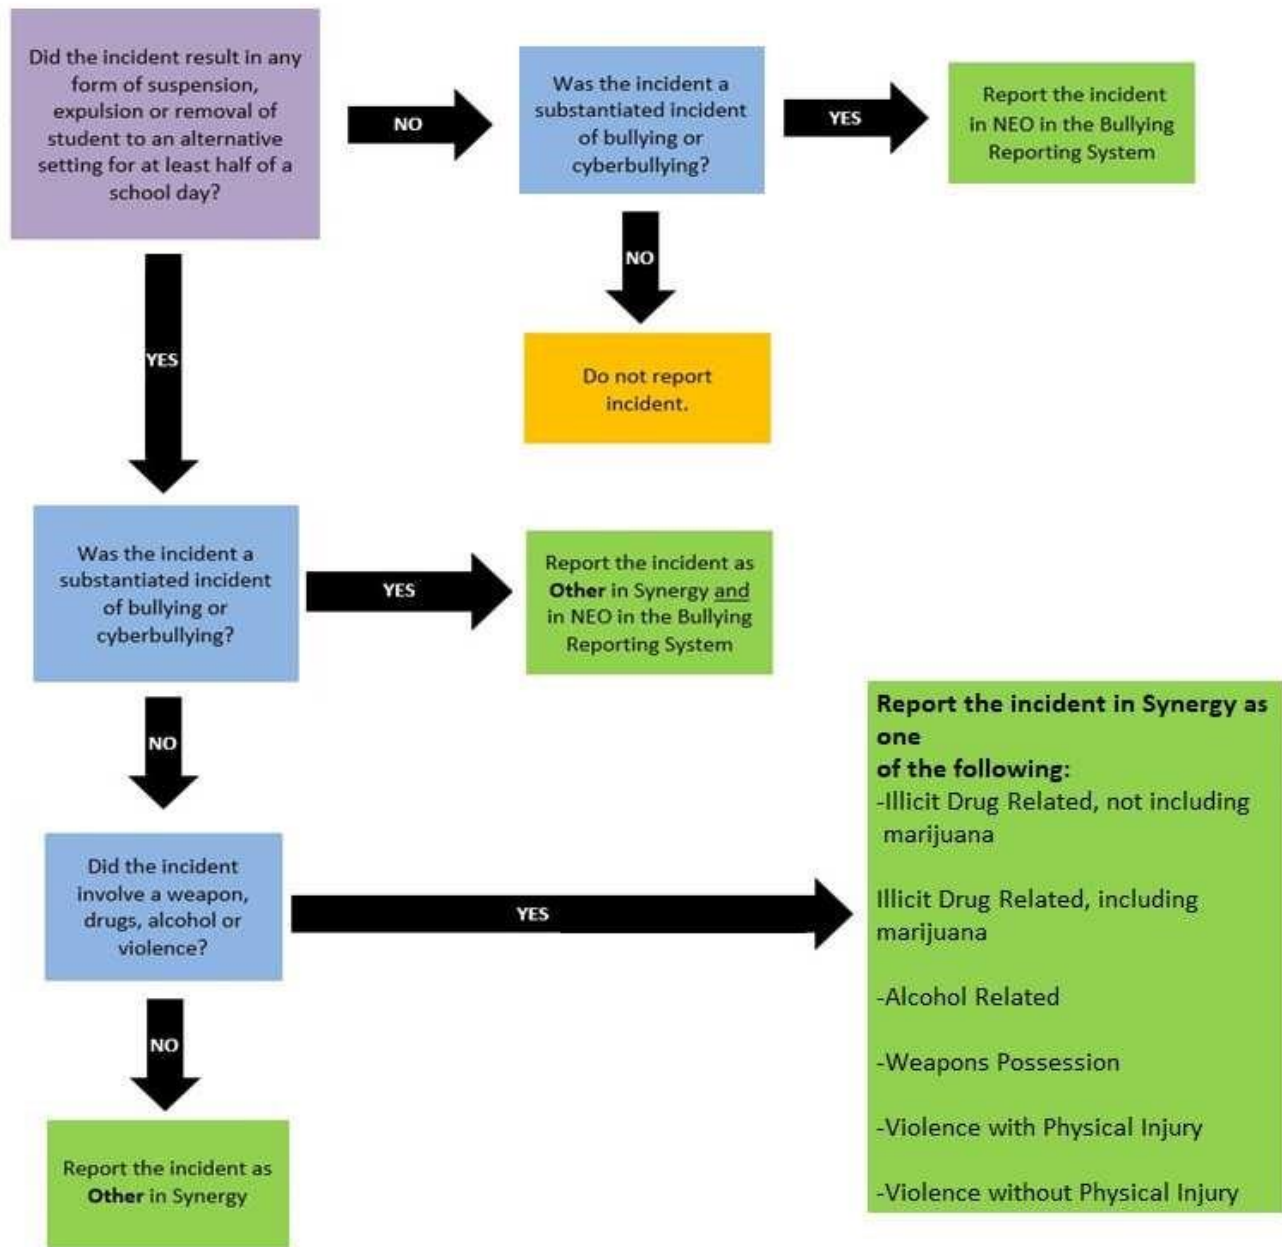 Did the incident result in any
form of suspension,
expulsion or removal of
student to an alternative
setting for at least half of a
school day?
NO
Was the incident a
substantiated incident
of bullying or
cyberbullying?
YES
Report the incident
in NEO in the Bullying
Reporting System
NO
Do not report
incident.
YES
Was the incident a
substantiated incident
of bullying or
cyberbullying?
YES
Report the incident as
Other in Synergy and
in NEO in the Bullying
Reporting System
NO
Did the incident
involve a weapon,
drugs, alcohol or
violence?
YES
Report the incident in Synergy as
one
of the following:
-Illicit Drug Related, not including
marijuana
Illicit Drug Related, including
marijuana
-Alcohol Related
-Weapons Possession
-Violence with Physical Injury
-Violence without Physical Injury
NO
Report the incident as
Other in Synergy